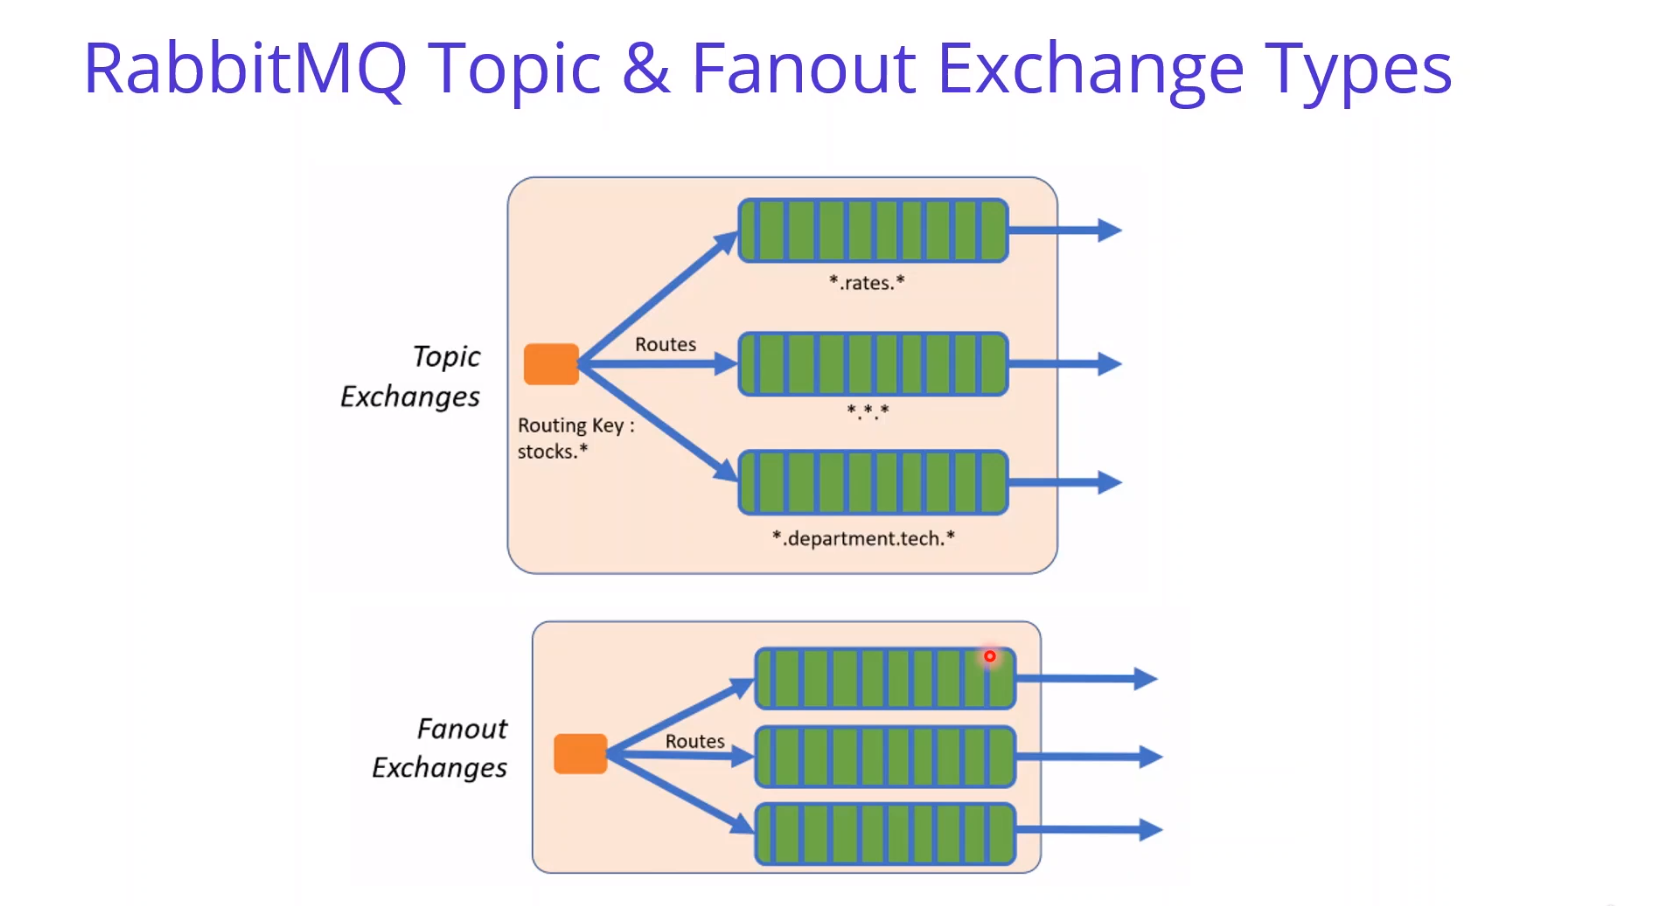 RabbitMQ Topic & Fanout Exchange Types
*.rates.*
Topic
Exchanges
Routes
*.*.*
Routing Key :
stocks.*
*.department.tech.*
Fanout
Exchanges
Routes